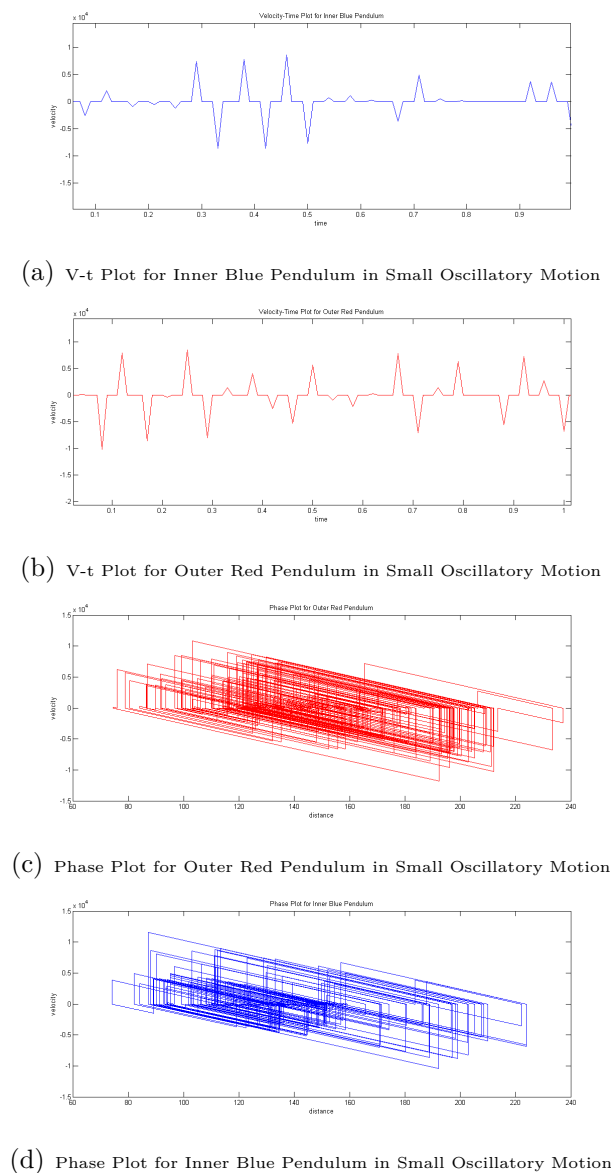 Velocity-Time Plot for Inner Blue Pendulum
x 10^4
1
0.5
0
-0.5
-1
-1.5
velocity
0.1 0.2 0.3 0.4 0.5 0.6 0.7 0.8 0.9
time
(a) V-t Plot for Inner Blue Pendulum in Small Oscillatory Motion
Velocity-Time Plot for Outer Red Pendulum
x 10^4
1
0.5
0
-0.5
-1
-1.5
-2
velocity
0.1 0.2 0.3 0.4 0.5 0.6 0.7 0.8 0.9 1
time
(b) V-t Plot for Outer Red Pendulum in Small Oscillatory Motion
Phase Plot for Outer Red Pendulum
x 10^4
1.5
1
0.5
0
-0.5
-1
-1.5
velocity
60 80 100 120 140 160 180 200 220 240
distance
(c) Phase Plot for Outer Red Pendulum in Small Oscillatory Motion
Phase Plot for Inner Blue Pendulum
x 10^4
1.5
1
0.5
0
-0.5
-1
-1.5
velocity
60 80 100 120 140 160 180 200 220 240
distance
(d) Phase Plot for Inner Blue Pendulum in Small Oscillatory Motion